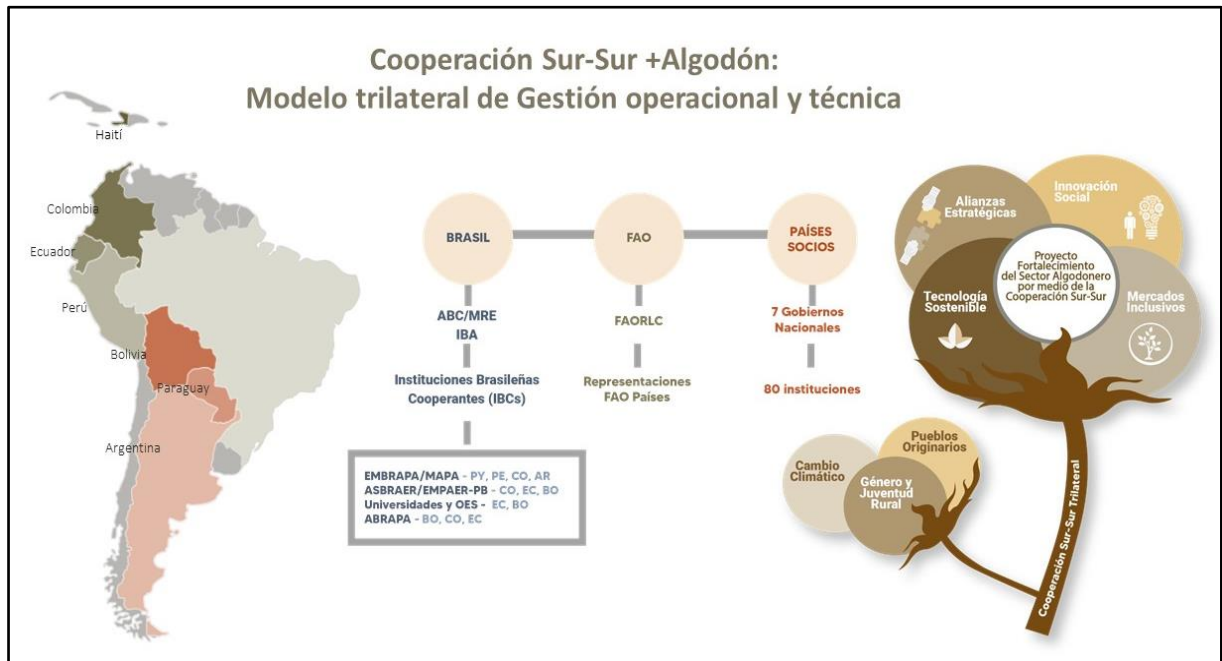 Cooperación Sur-Sur +Algodón:
Modelo trilateral de Gestión operacional y técnica
Haití
Colombia
Ecuador
Perú
Bolivia
Paraguay
Argentina
BRASIL
FAO
PAÍSES
SOCIOS
ABC/MRE
IBA
FAORLC
7 Gobiernos
Nacionales
Instituciones Brasileñas
Cooperantes (IBCs)
Representaciones
FAO Países
80 instituciones
EMBRAPA/MAPA - PY, PE, CO, AR
ASBRAER/EMPAER-PB - CO, EC, BO
Universidades y OES - EC, BO
ABRAPA - BO, CO, EC
Alianzas
Estratégicas
Innovación
Social
Proyecto
Fortalecimiento
del Sector Algodonero
por medio de la
Cooperación Sur-Sur
Tecnología
Sostenible
Mercados
Inclusivos
Pueblos
Originarios
Cambio
Climático
Género y
Juventud
Rural
Cooperación Sur-Sur Trilateral